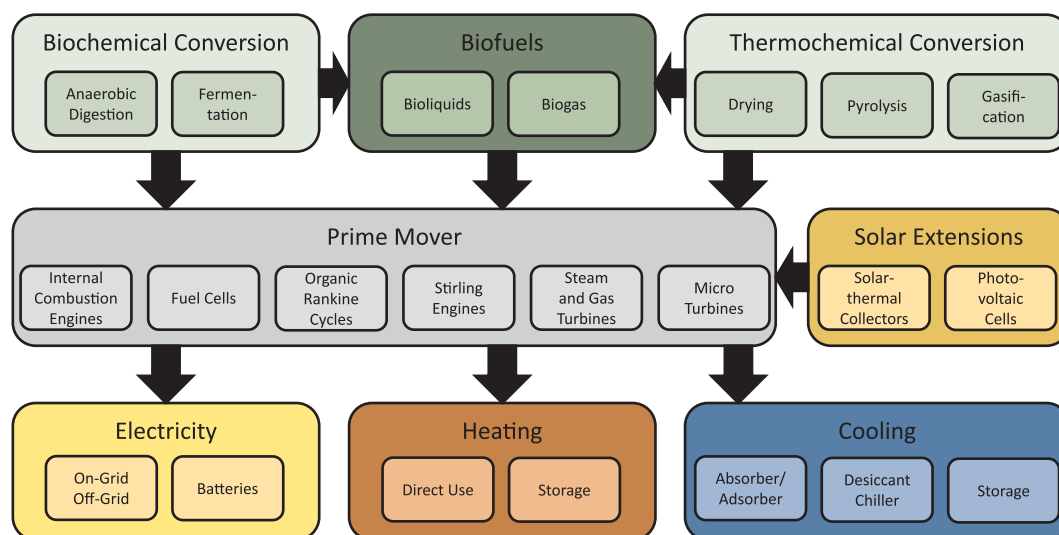 Biochemical Conversion
Anaerobic
Digestion
Fermen-
tation
Biofuels
Bioliquids
Biogas
Thermochemical Conversion
Drying
Pyrolysis
Gasifi-
cation
Prime Mover
Internal
Combustion
Engines
Fuel Cells
Organic
Rankine
Cycles
Stirling
Engines
Steam
and Gas
Turbines
Micro
Turbines
Solar Extensions
Solar-
thermal
Collectors
Photo-
voltaic
Cells
Electricity
On-Grid
Off-Grid
Batteries
Heating
Direct Use
Storage
Cooling
Absorber/
Adsorber
Desiccant
Chiller
Storage